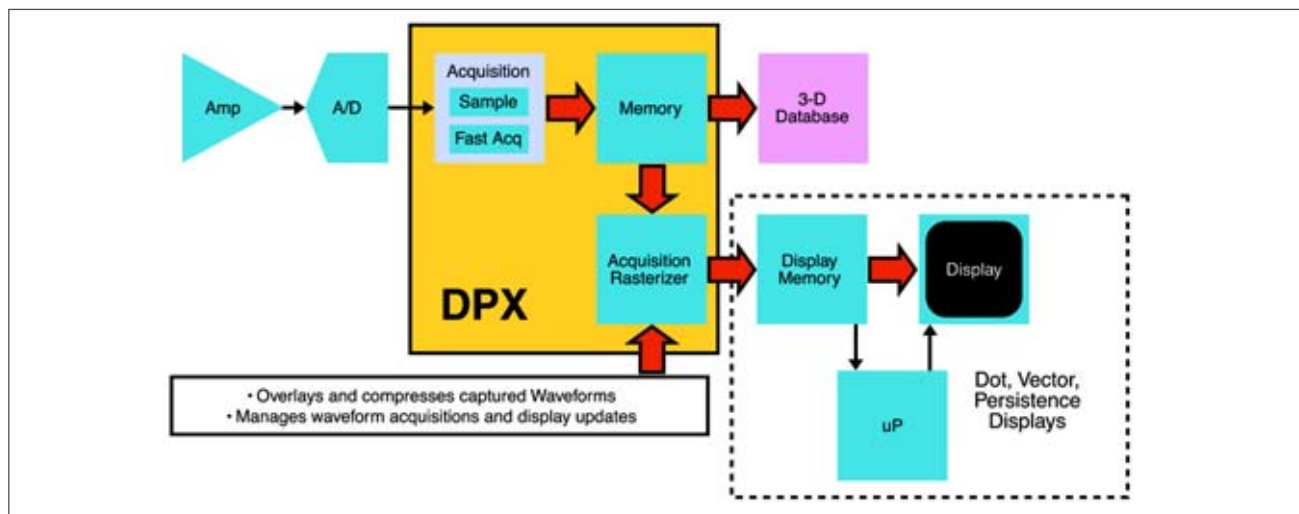 Amp
A/D
Acquisition
Sample
Fast Acq
Memory
3-D
Database
Acquisition
Rasterizer
Display
Memory
Display
DPX
• Overlays and compresses captured Waveforms
• Manages waveform acquisitions and display updates
uP
Dot, Vector,
Persistence
Displays